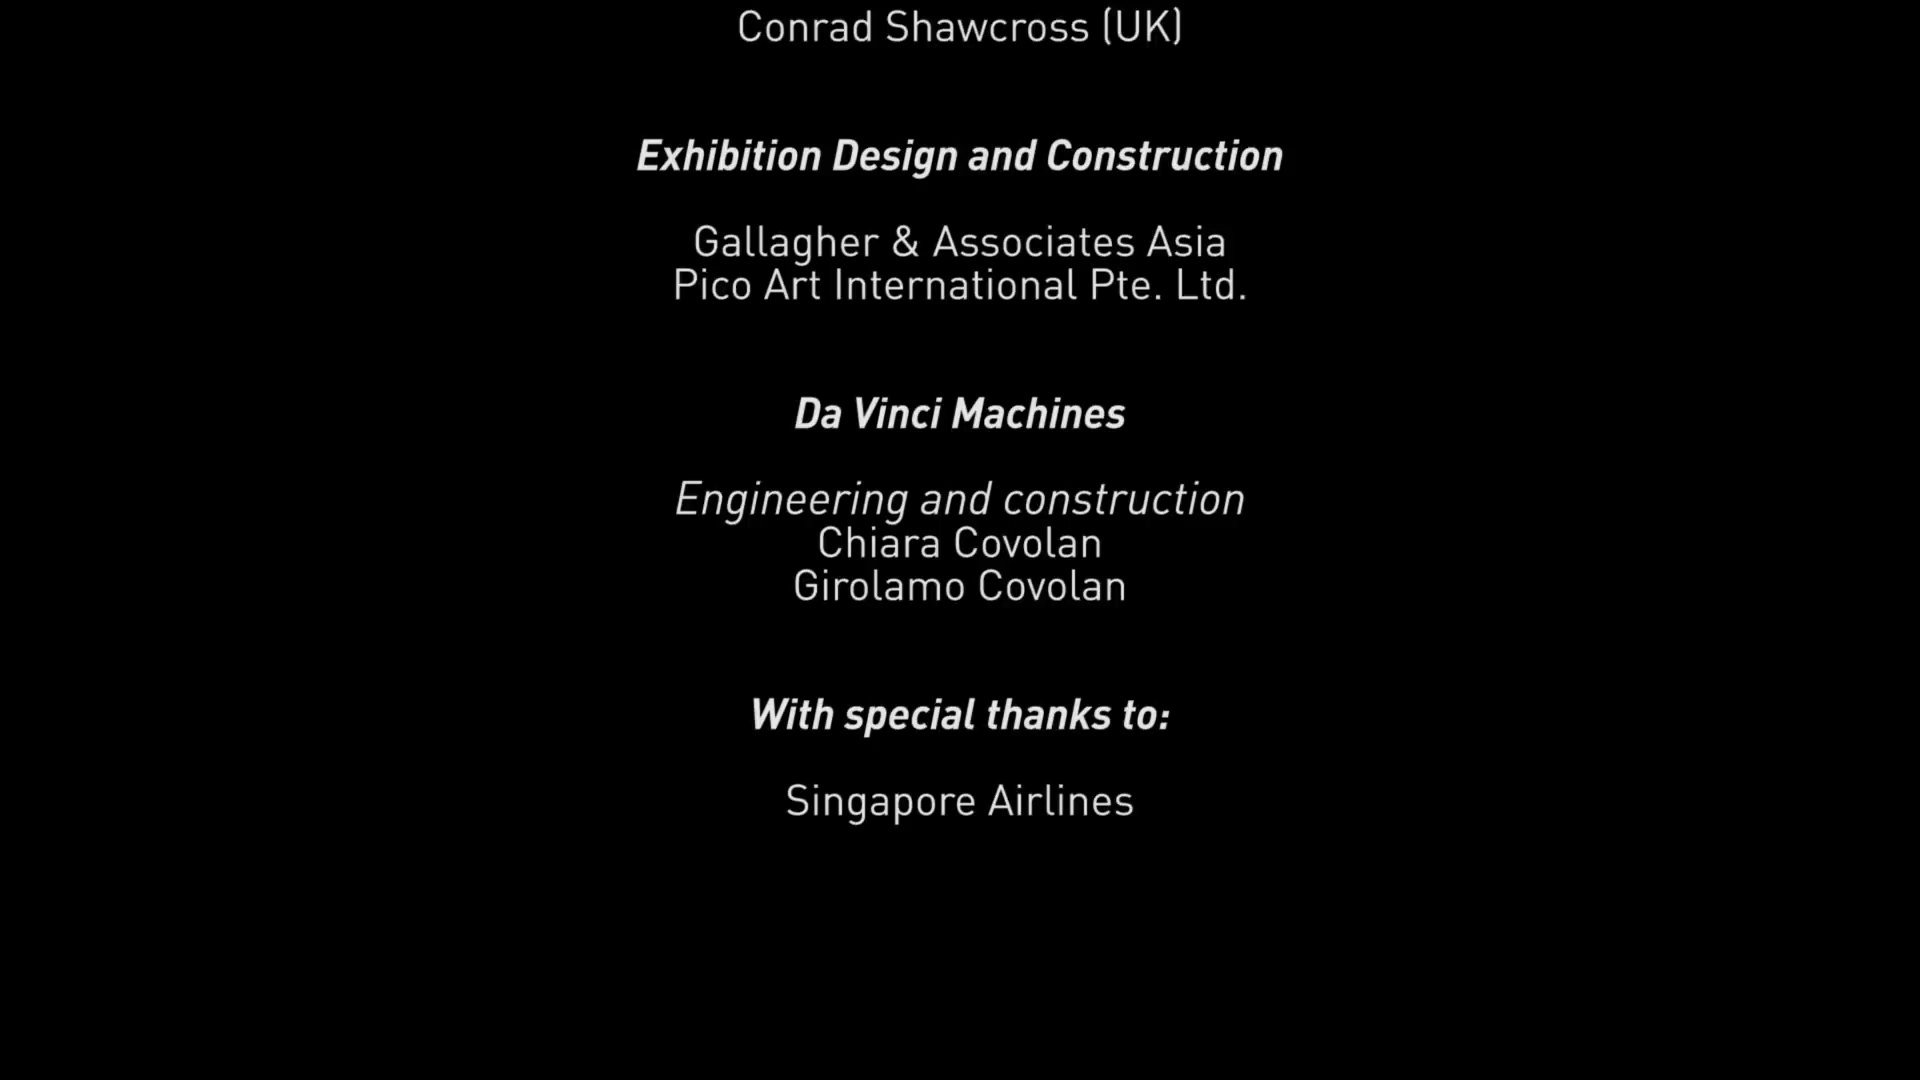 Conrad Shawcross (UK)
Exhibition Design and Construction
Gallagher & Associates Asia
Pico Art International Pte. Ltd.
Da Vinci Machines
Engineering and construction
Chiara Covolan
Girolamo Covolan
With special thanks to:
Singapore Airlines